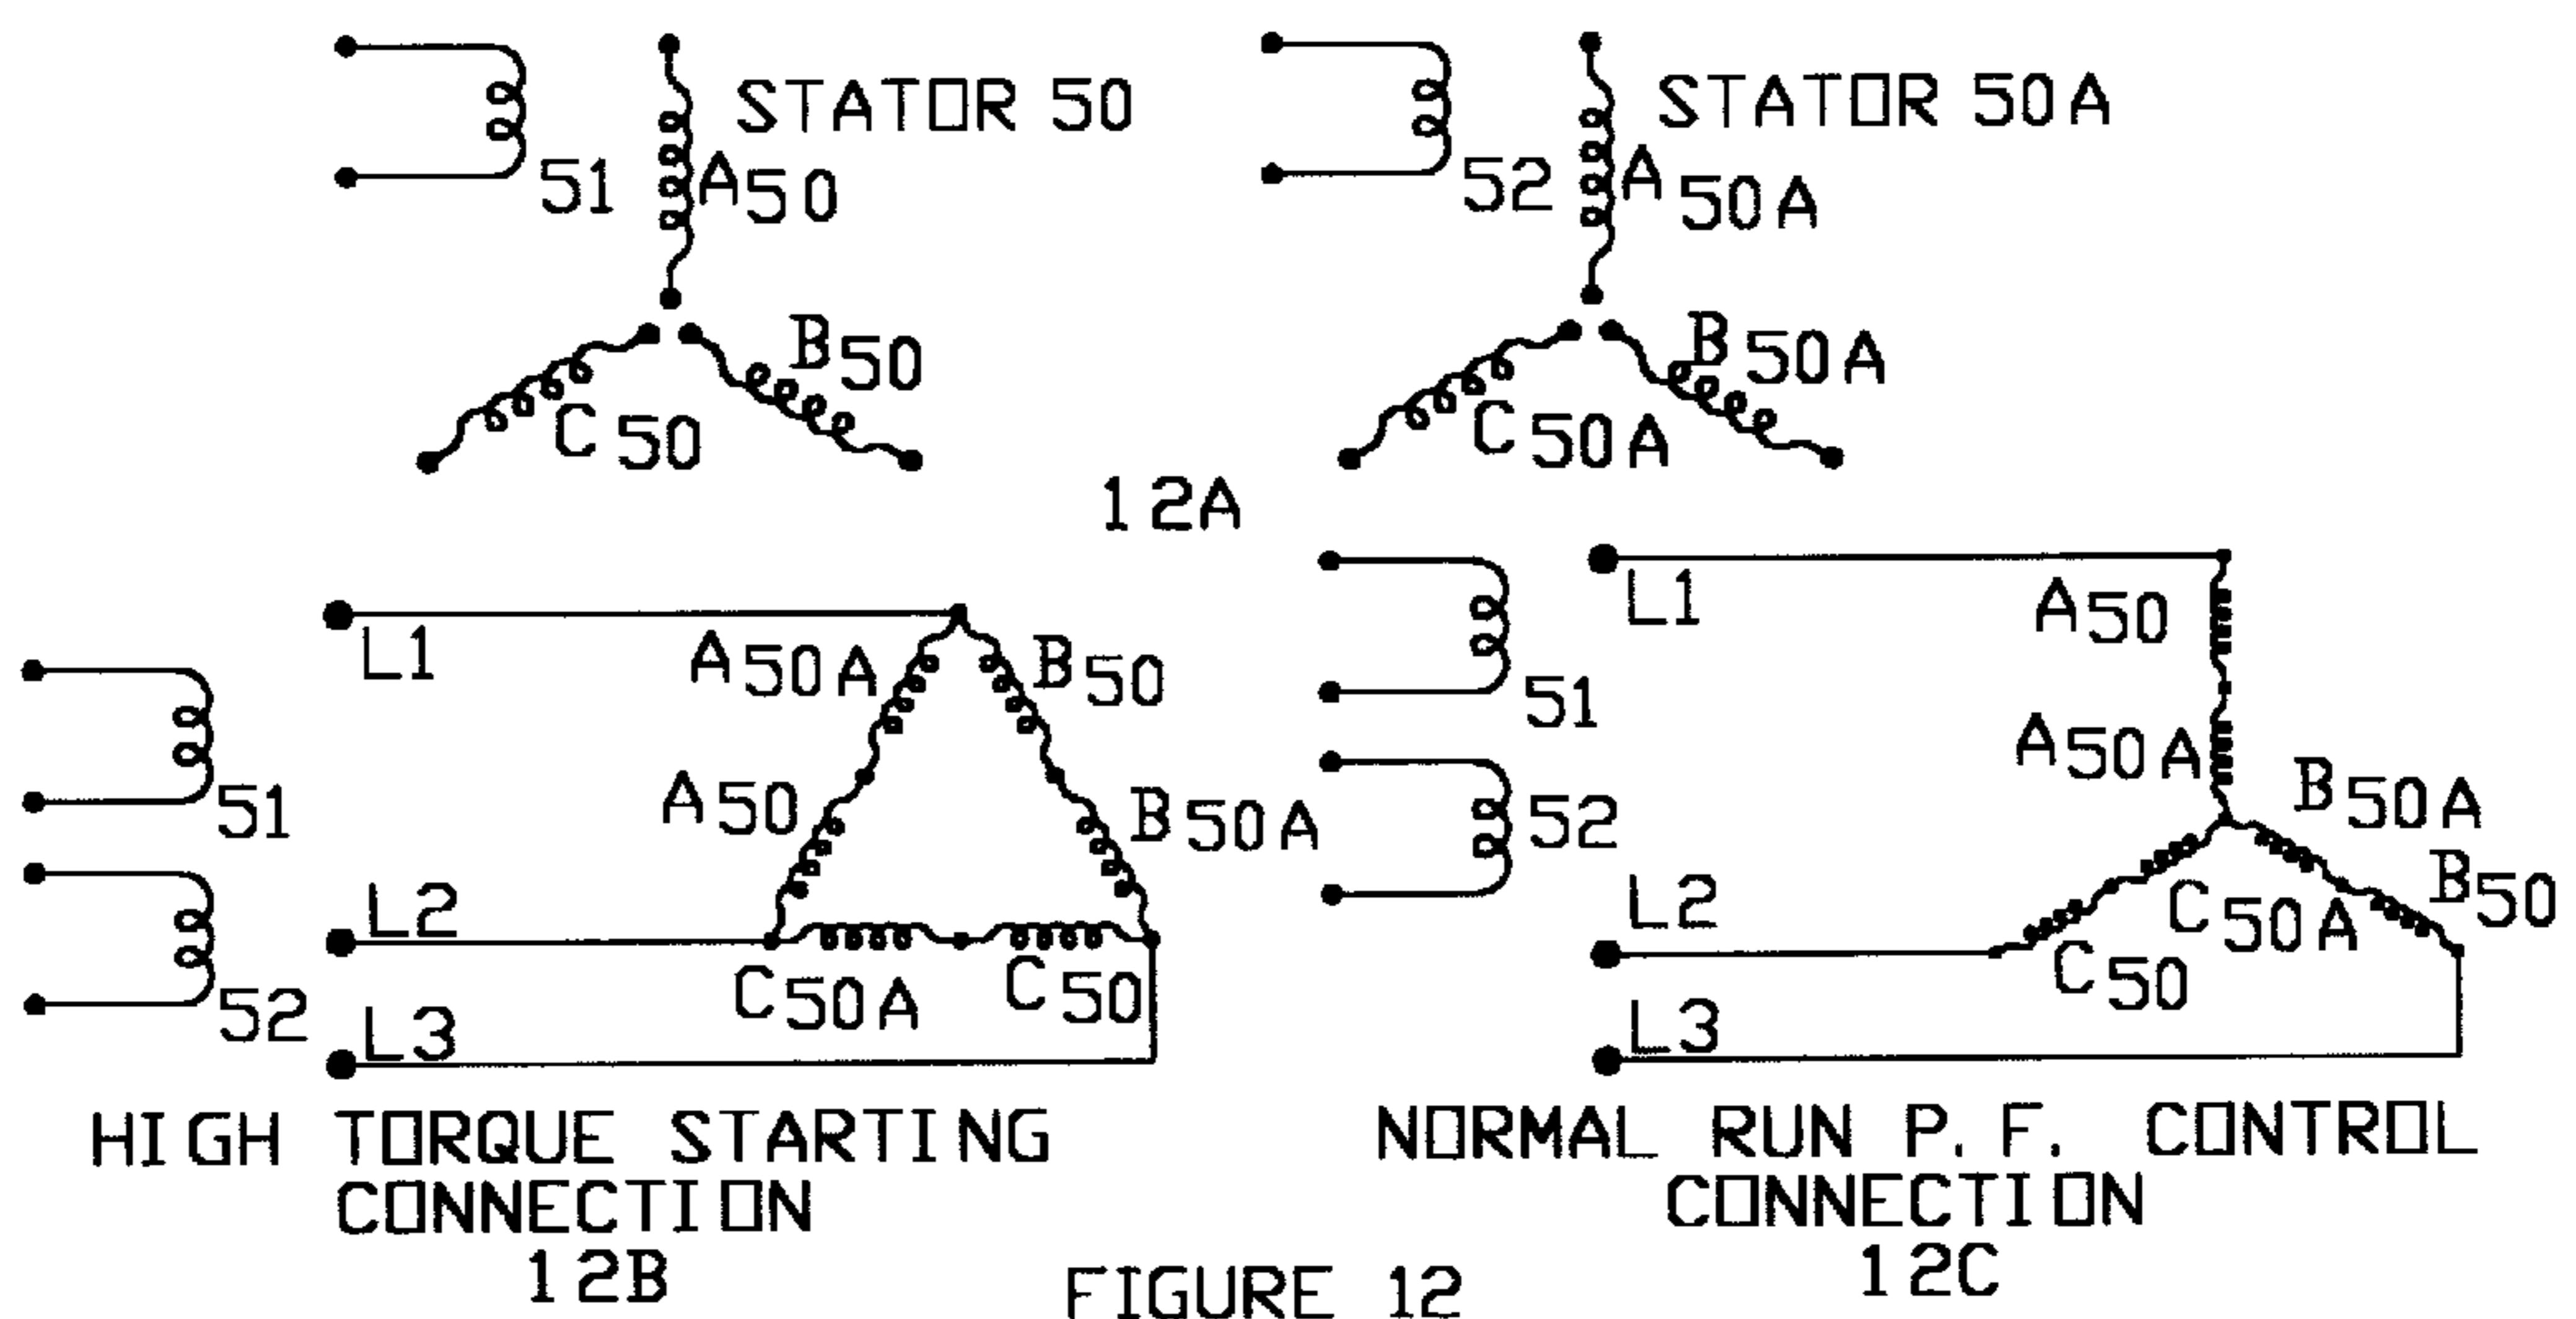 STATOR 50
51
A50
B50
C50
STATOR 50A
52
A50A
B50A
C50A
12A
L1
A50A
B50
51
A50
B50A
L2
C50A
C50
52
L3
HIGH TORQUE STARTING
CONNECTION
12B
L1
A50
51
A50A
B50A
52
L2
B50
C50A
C50
L3
NORMAL RUN P.F. CONTROL
CONNECTION
12C
FIGURE 12